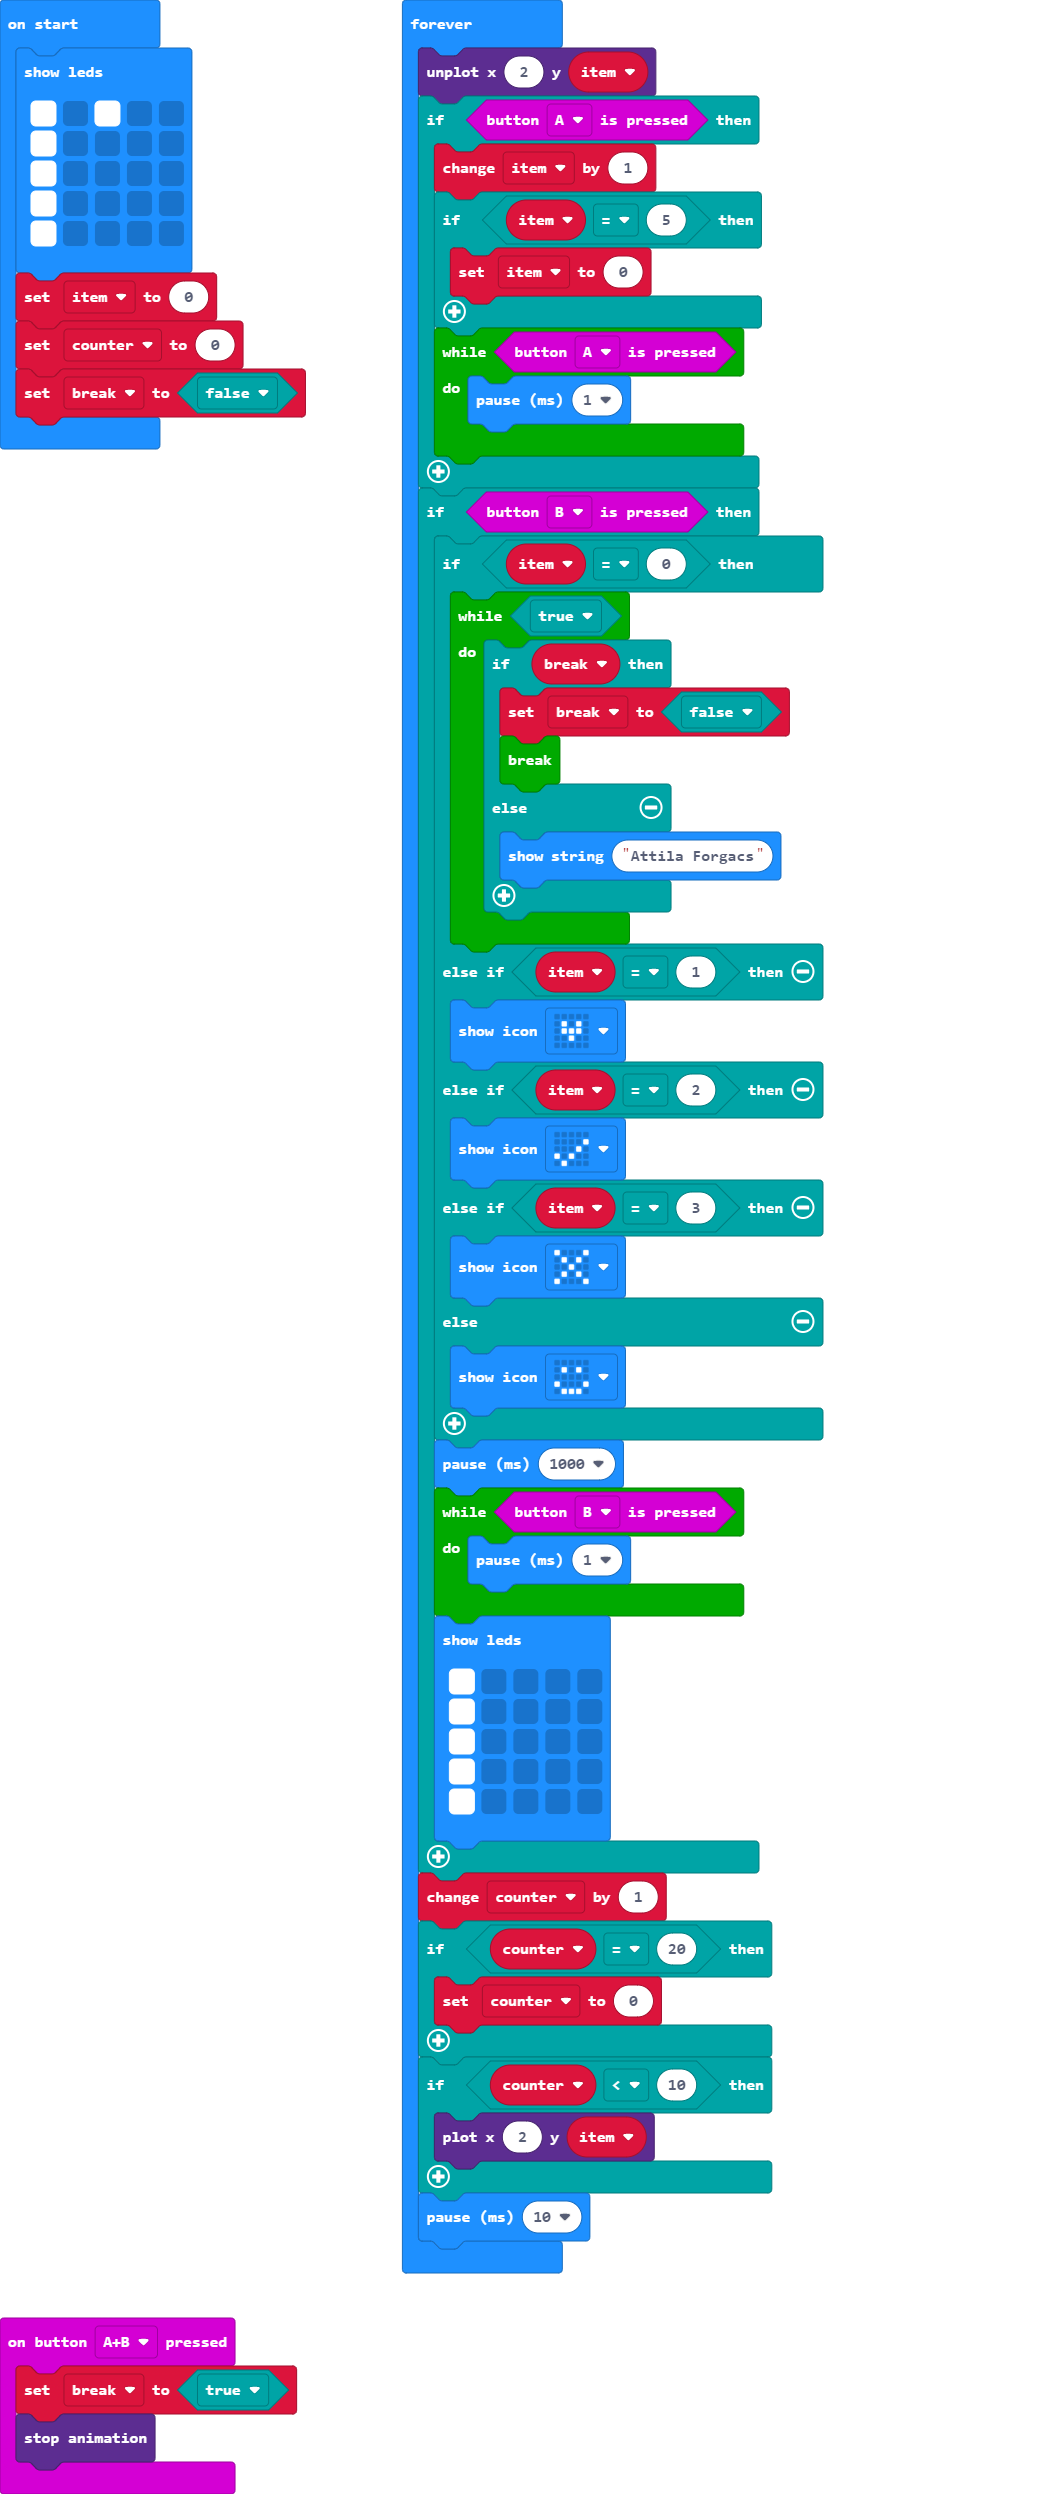 on start
show leds
set item to 0
set counter to 0
set break to false
forever
unplot x 2 y item
if button A is pressed then
change item by 1
if item = 5 then
set item to 0
while button A is pressed
do pause (ms) 1
if button B is pressed then
if item = 0 then
while true
do if break then
set break to false
break
else
show string "Attila Forgacs"
else if item = 1 then
show icon
else if item = 2 then
show icon
else if item = 3 then
show icon
else
show icon
pause (ms) 1000
while button B is pressed
do pause (ms) 1
show leds
change counter by 1
if counter = 20 then
set counter to 0
if counter < 10 then
plot x 2 y item
pause (ms) 10
on button A+B pressed
set break to true
stop animation